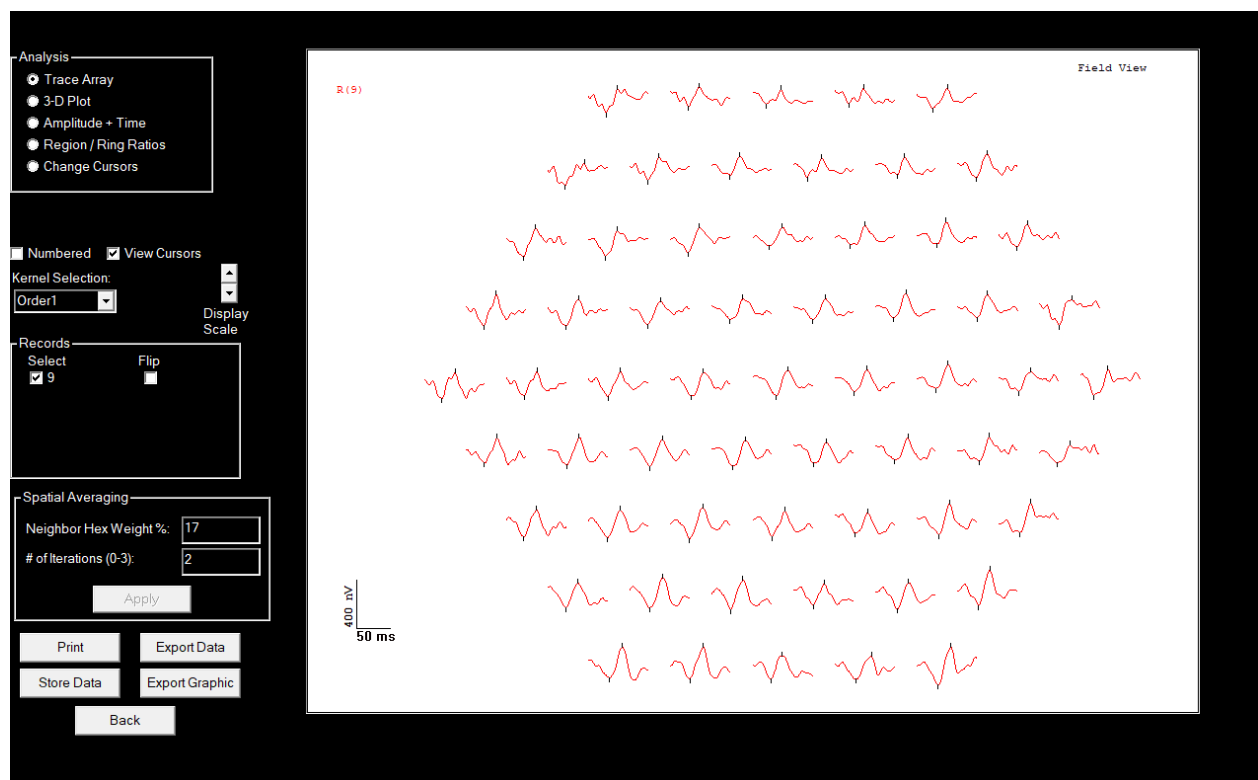 Analysis
Trace Array
3-D Plot
Amplitude + Time
Region / Ring Ratios
Change Cursors
Numbered View Cursors
Kernel Selection:
Order1
Display
Scale
Records
Select Flip
9
Spatial Averaging
Neighbor Hex Weight %: 17
# of Iterations (0-3): 2
Apply
Print Export Data
Store Data Export Graphic
Back
Field View
R(9)
400 nV
50 ms